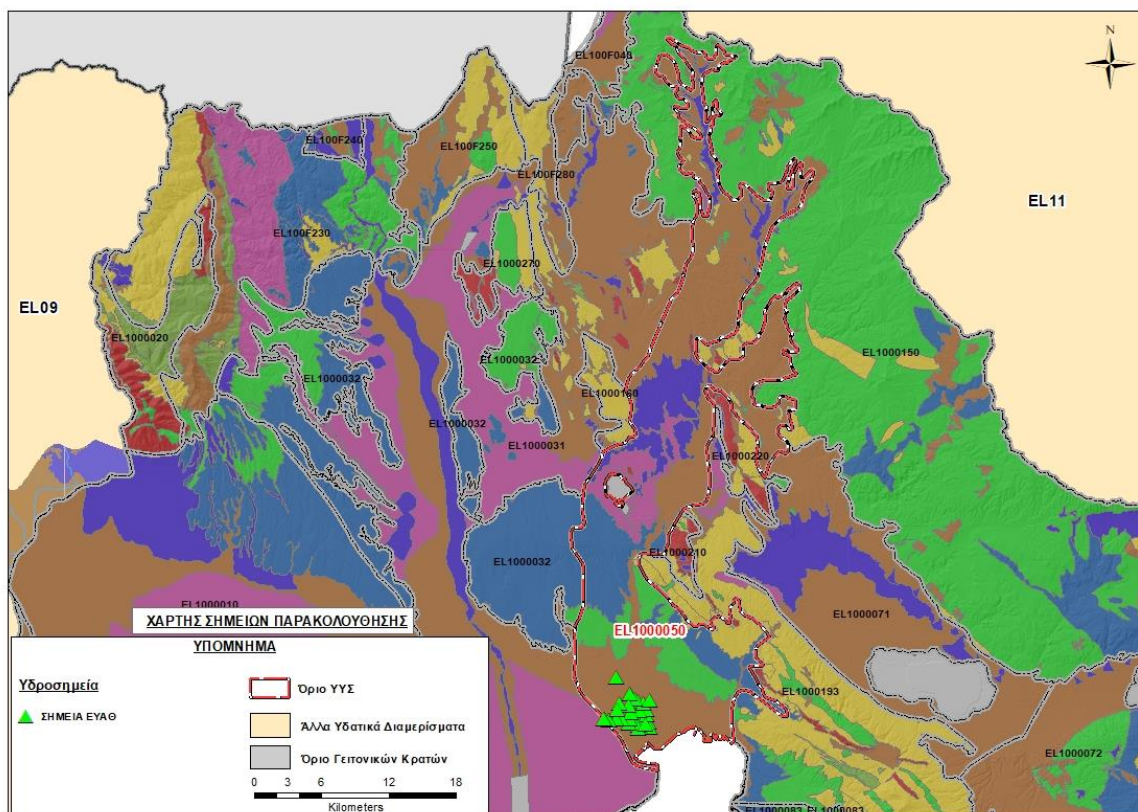 N
EL100F040
EL100F240
EL100F250
EL100F280
EL11
EL100F230
EL1000270
EL09
EL1000020
EL1000032
EL1000150
EL1000032
EL1000160
EL1000032
EL1000031
EL1000220
EL1000210
EL1000032
EL1000010
EL1000071
EL1000050
ΧΑΡΤΗΣ ΣΗΜΕΙΩΝ ΠΑΡΑΚΟΛΟΥΘΗΣΗΣ
ΥΠΟΜΝΗΜΑ
Υδροσημεία
ΣΗΜΕΙΑ ΕΥΑΘ
Όριο ΥΥΣ
Άλλα Υδατικά Διαμερίσματα
Όριο Γειτονικών Κρατών
0 3 6 12 18
Kilometers
EL1000193
EL1000072
EL1000083 EL1000083